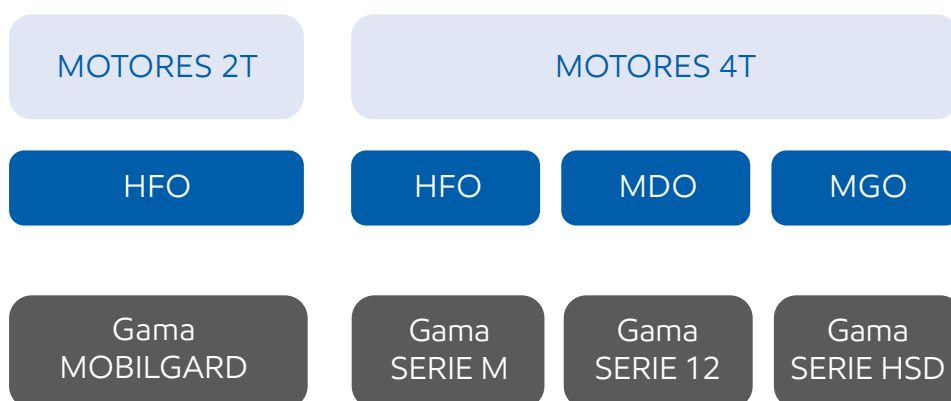 MOTORES 2T
MOTORES 4T
HFO
HFO
MDO
MGO
Gama
MOBILGARD
Gama
SERIE M
Gama
SERIE 12
Gama
SERIE HSD